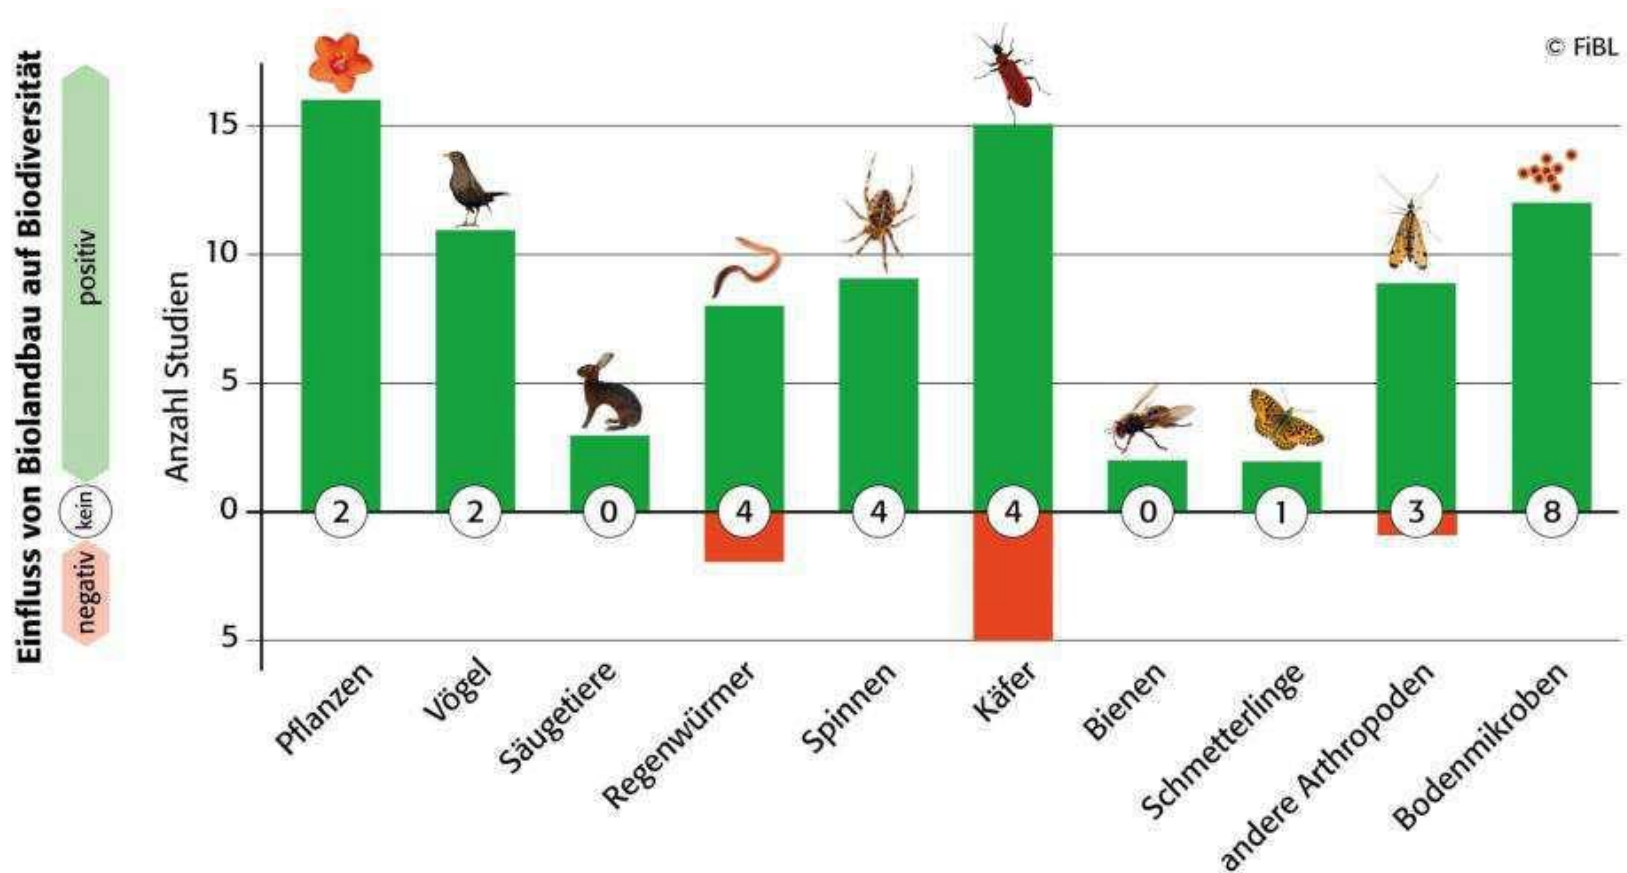 © FiBL
Einfluss von Biolandbau auf Biodiversität
positiv
kein
negativ
Anzahl Studien
15
10
5
0
5
2
2
0
4
4
4
0
1
3
8
Pflanzen
Vögel
Säugetiere
Regenwürmer
Spinnen
Käfer
Bienen
Schmetterlinge
andere Arthropoden
Bodenmikroben